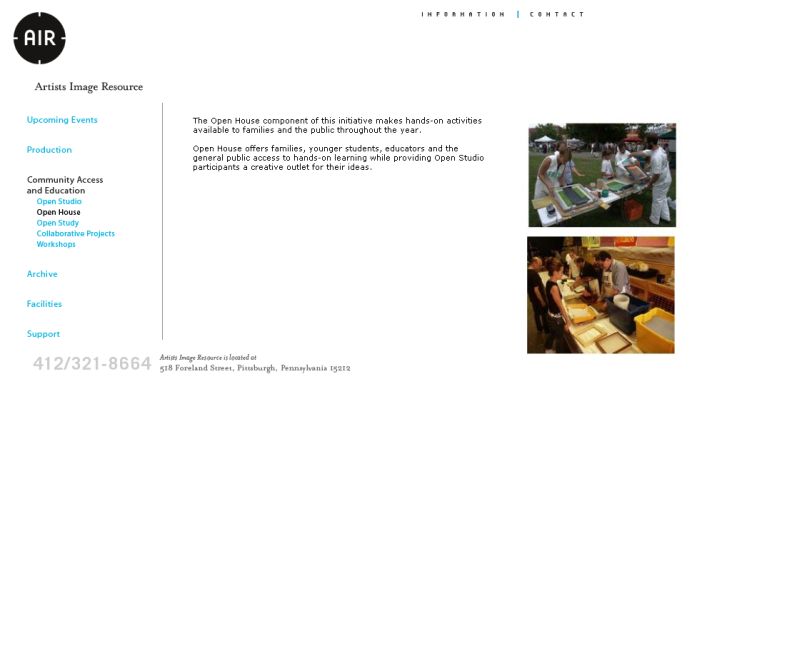 INFORMATION | CONTACT
AIR
Artists Image Resource
Upcoming Events
Production
Community Access
and Education
Open Studio
Open House
Open Study
Collaborative Projects
Workshops
Archive
Facilities
Support
The Open House component of this initiative makes hands-on activities
available to families and the public throughout the year.
Open House offers families, younger students, educators and the
general public access to hands-on learning while providing Open Studio
participants a creative outlet for their ideas.
412/321-8664
Artists Image Resource is located at
518 Foreland Street, Pittsburgh, Pennsylvania 15212